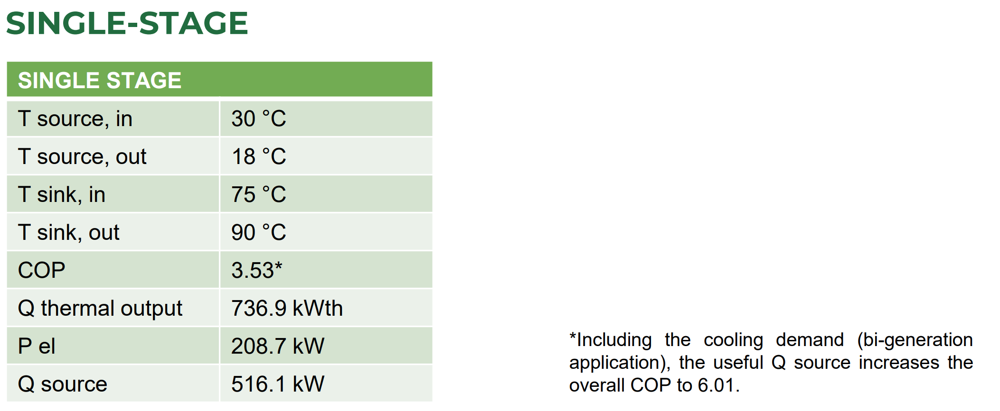 SINGLE-STAGE
SINGLE STAGE
T source, in 30 °C
T source, out 18 °C
T sink, in 75 °C
T sink, out 90 °C
COP 3.53*
Q thermal output 736.9 kWth
P el 208.7 kW
Q source 516.1 kW
*Including the cooling demand (bi-generation
application), the useful Q source increases the
overall COP to 6.01.